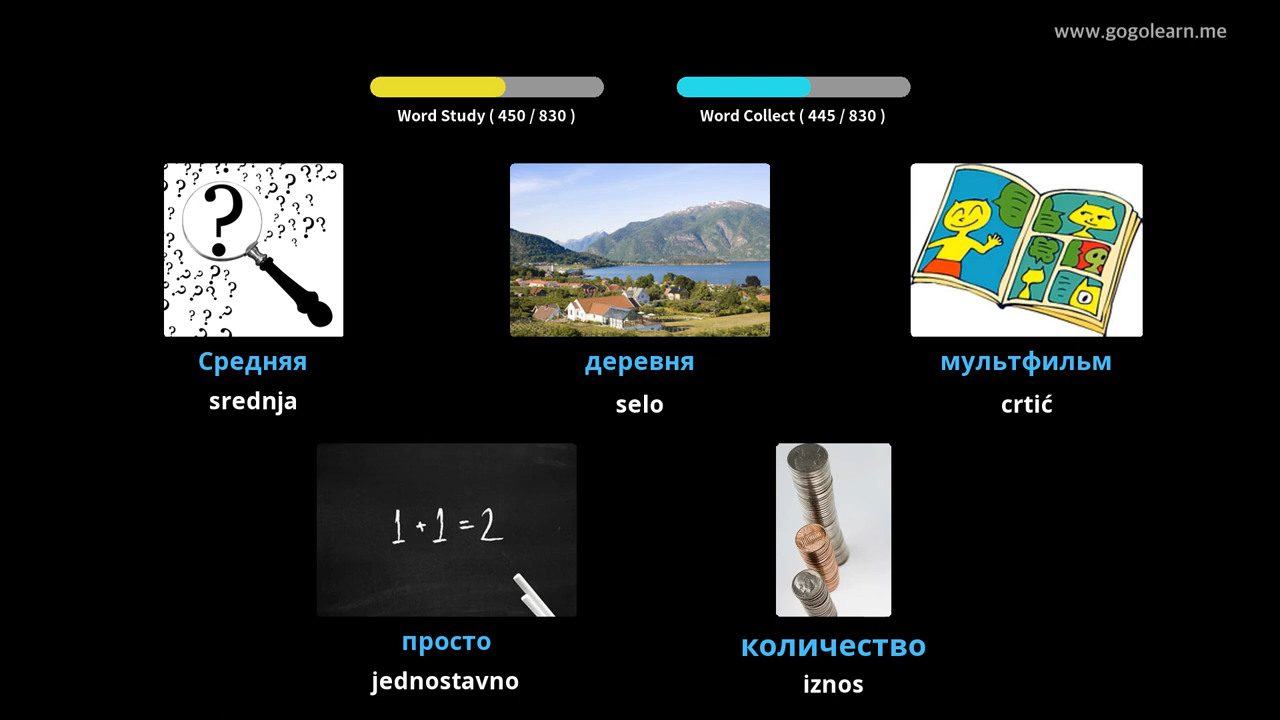 www.gogolearn.me
Word Study ( 450 / 830 )
Word Collect ( 445 / 830 )
Средняя
srednja
деревня
selo
мультфильм
crtić
1 + 1 = 2
просто
jednostavno
количество
iznos